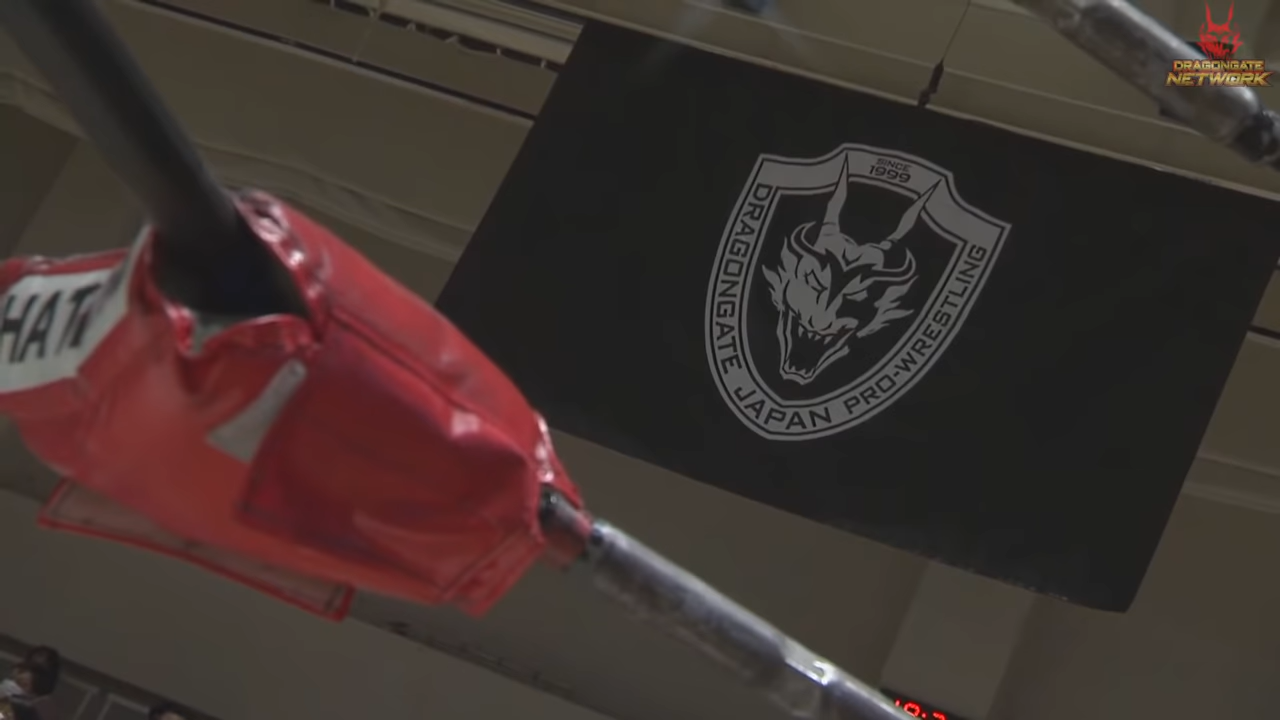 DRAGONGATE
NETWORK
SINCE
1999
DRAGONGATE JAPAN PRO-WRESTLING